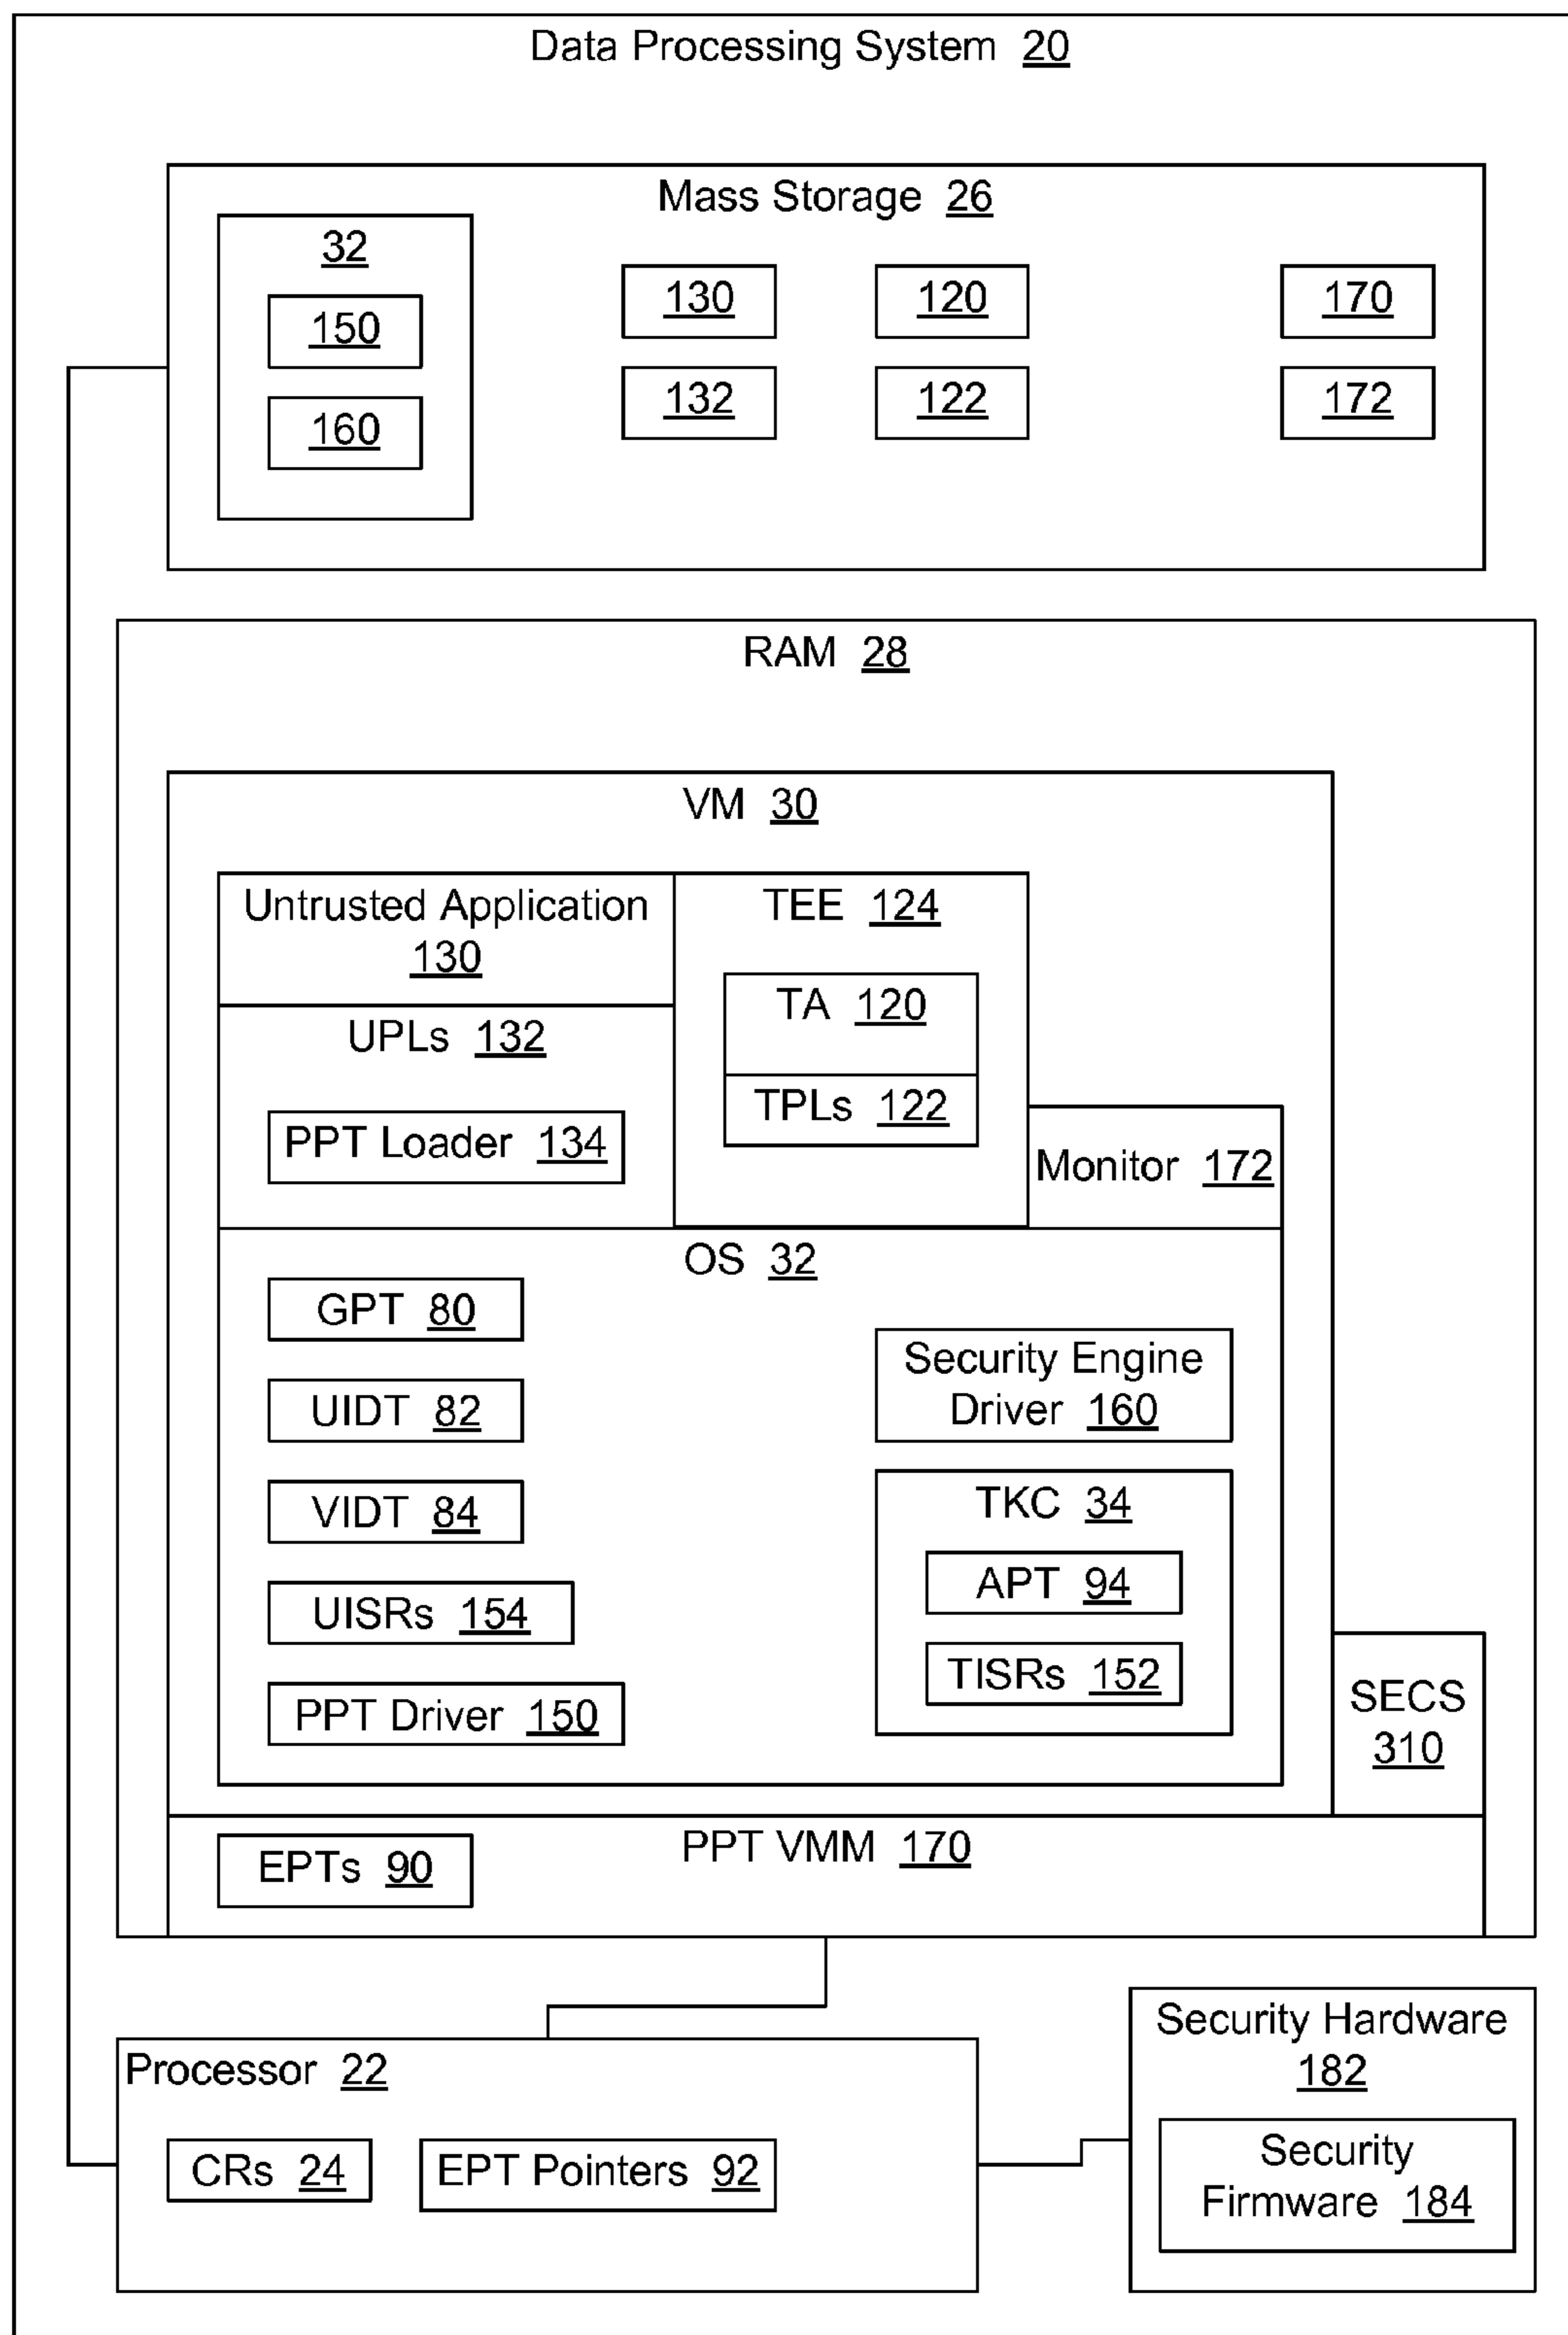 Data Processing System 20
Mass Storage 26
32
150
160
130
120
170
132
122
172
RAM 28
VM 30
Untrusted Application
130
TEE 124
TA 120
TPLs 122
UPLs 132
PPT Loader 134
Monitor 172
OS 32
GPT 80
UIDT 82
VIDT 84
UISRs 154
PPT Driver 150
Security Engine
Driver 160
TKC 34
APT 94
TISRs 152
SECS
310
EPTs 90
PPT VMM 170
Processor 22
CRs 24
EPT Pointers 92
Security Hardware
182
Security
Firmware 184